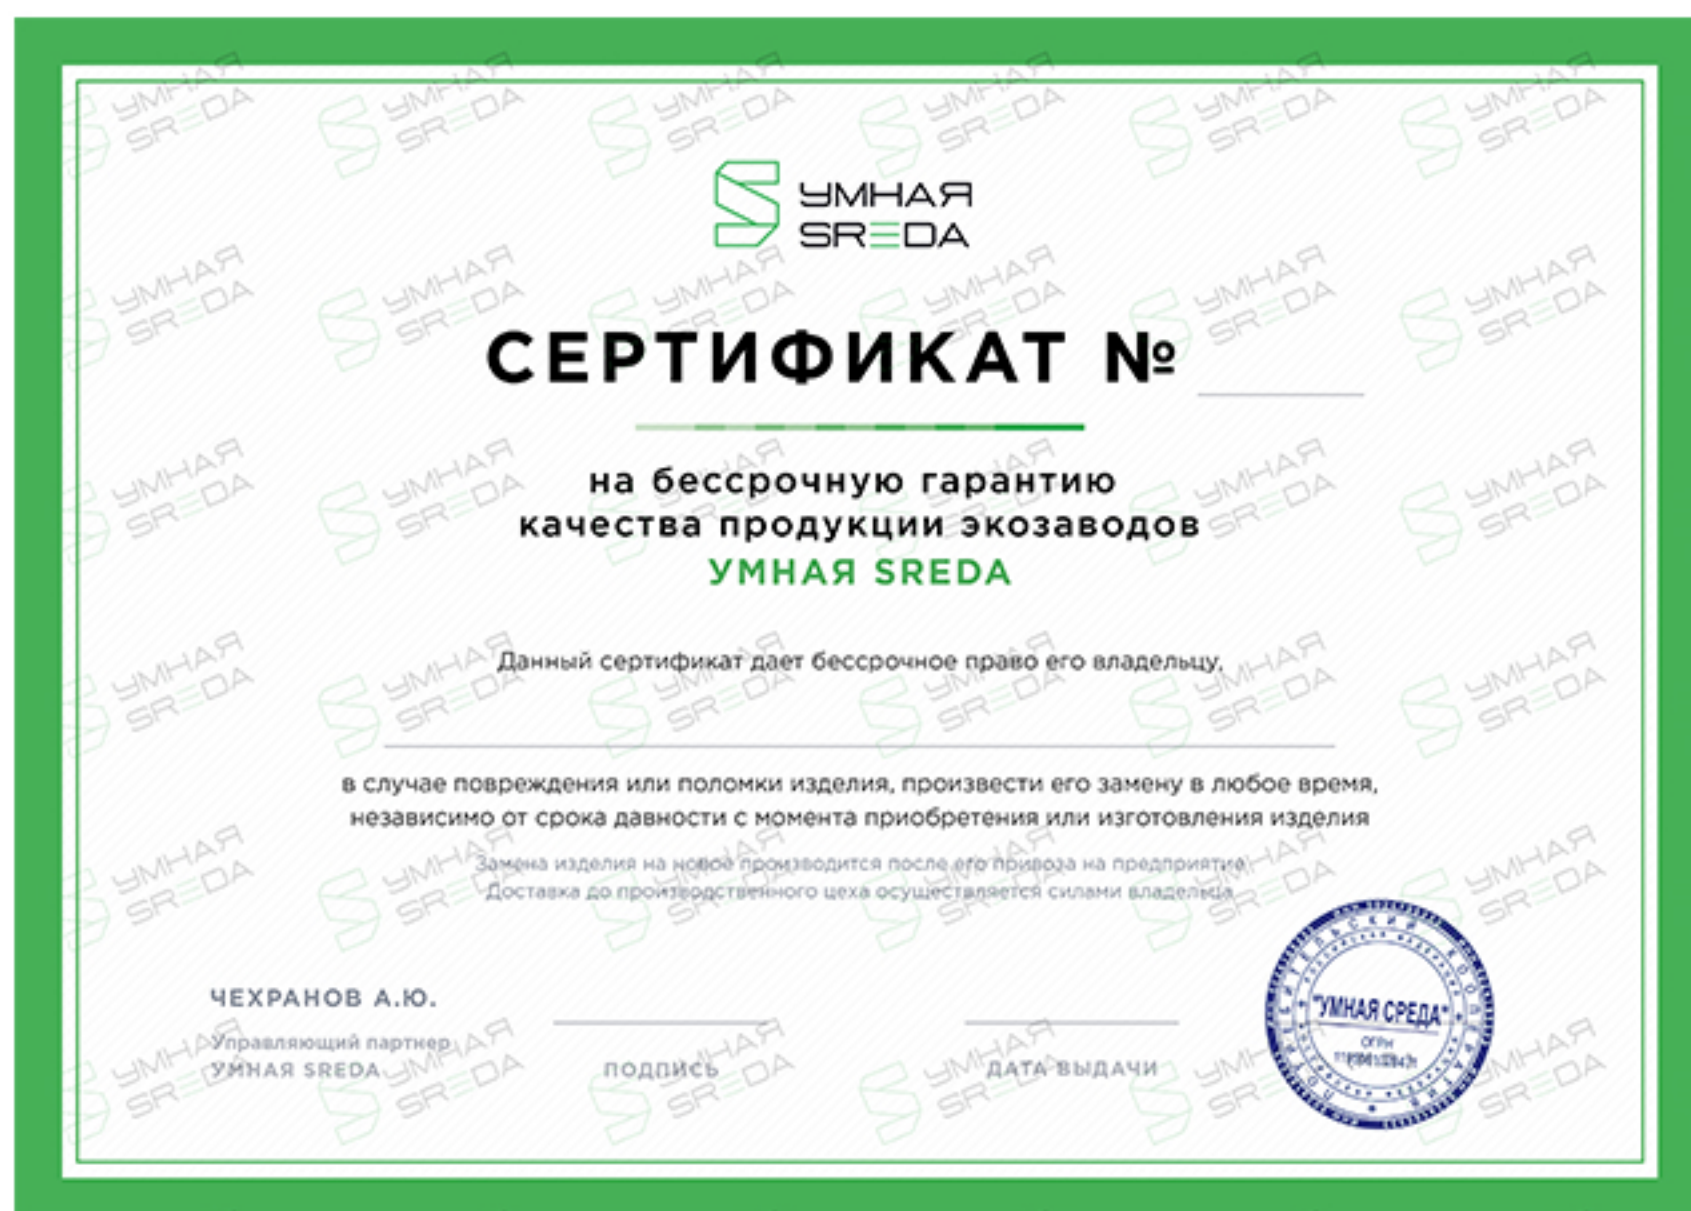 УМНАЯ
SREDA
СЕРТИФИКАТ №
на бессрочную гарантию
качества продукции экозаводов
УМНАЯ SREDA
Данный сертификат дает бессрочное право его владельцу,
в случае повреждения или поломки изделия, произвести его замену в любое время,
независимо от срока давности с момента приобретения или изготовления изделия
Замена изделия на новое производится после его привоза на предприятие.
Доставка до производственного цеха осуществляется силами владельца
ЧЕХРАНОВ А.Ю.
Управляющий партнер
УМНАЯ SREDA
ПОДПИСЬ
ДАТА ВЫДАЧИ
ПОТРЕБИТЕЛЬСКИЙ КООПЕРАТИВ
"УМНАЯ СРЕДА"
ОГРН